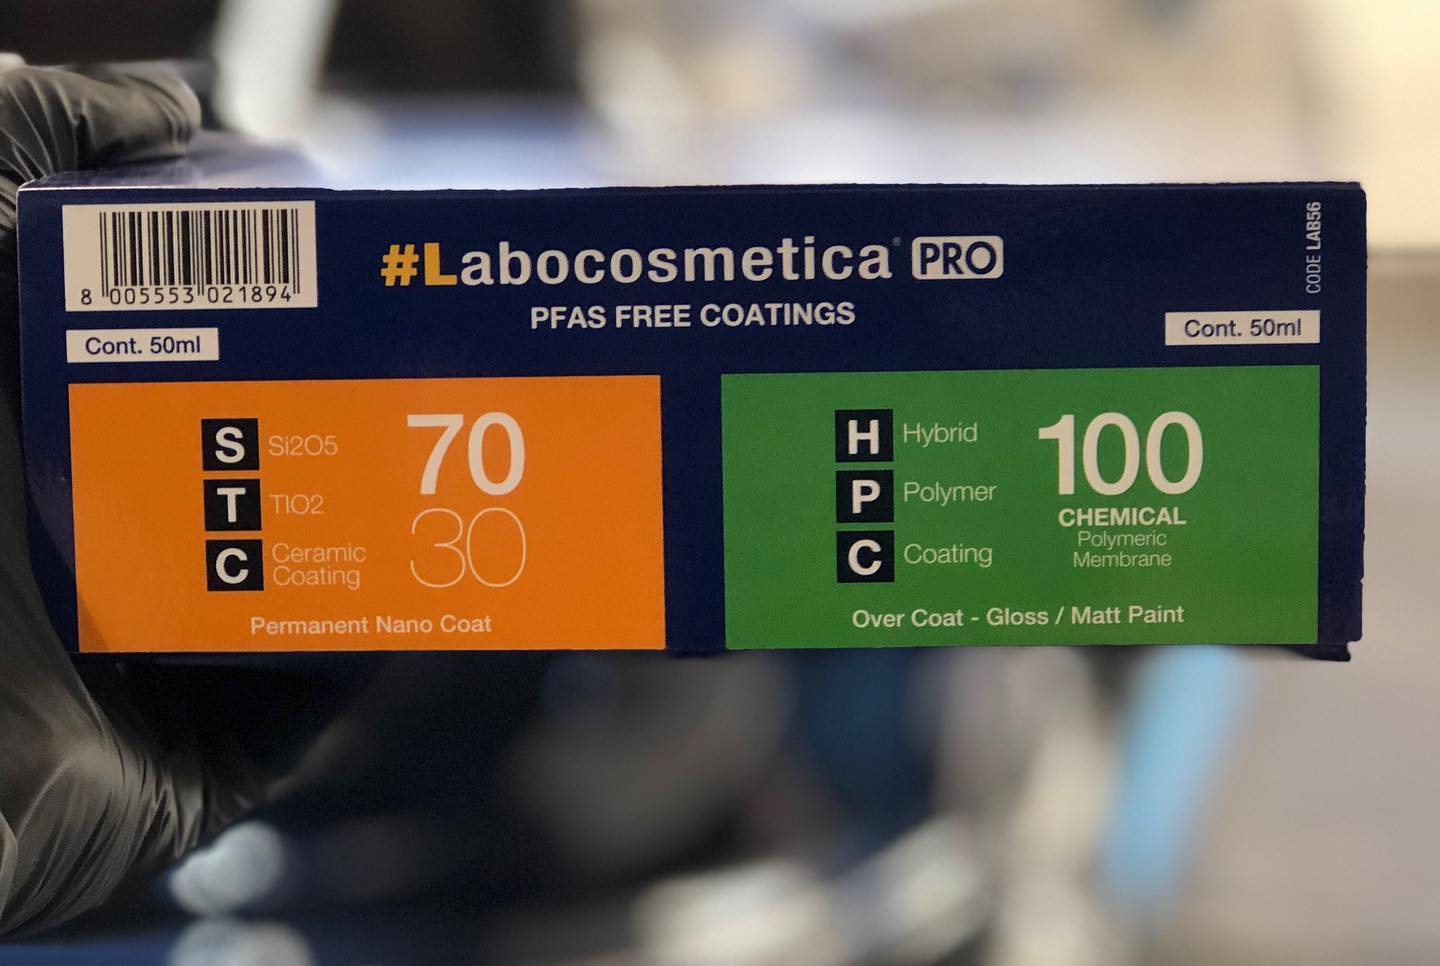 #Labocosmetica® PRO
PFAS FREE COATINGS
CODE LAB56
8 005553 021894
Cont. 50ml
Cont. 50ml
S Si2O5
T TIO2
C Ceramic
Coating
70
30
Permanent Nano Coat
H Hybrid
P Polymer
C Coating
100
CHEMICAL
Polymeric
Membrane
Over Coat - Gloss / Matt Paint